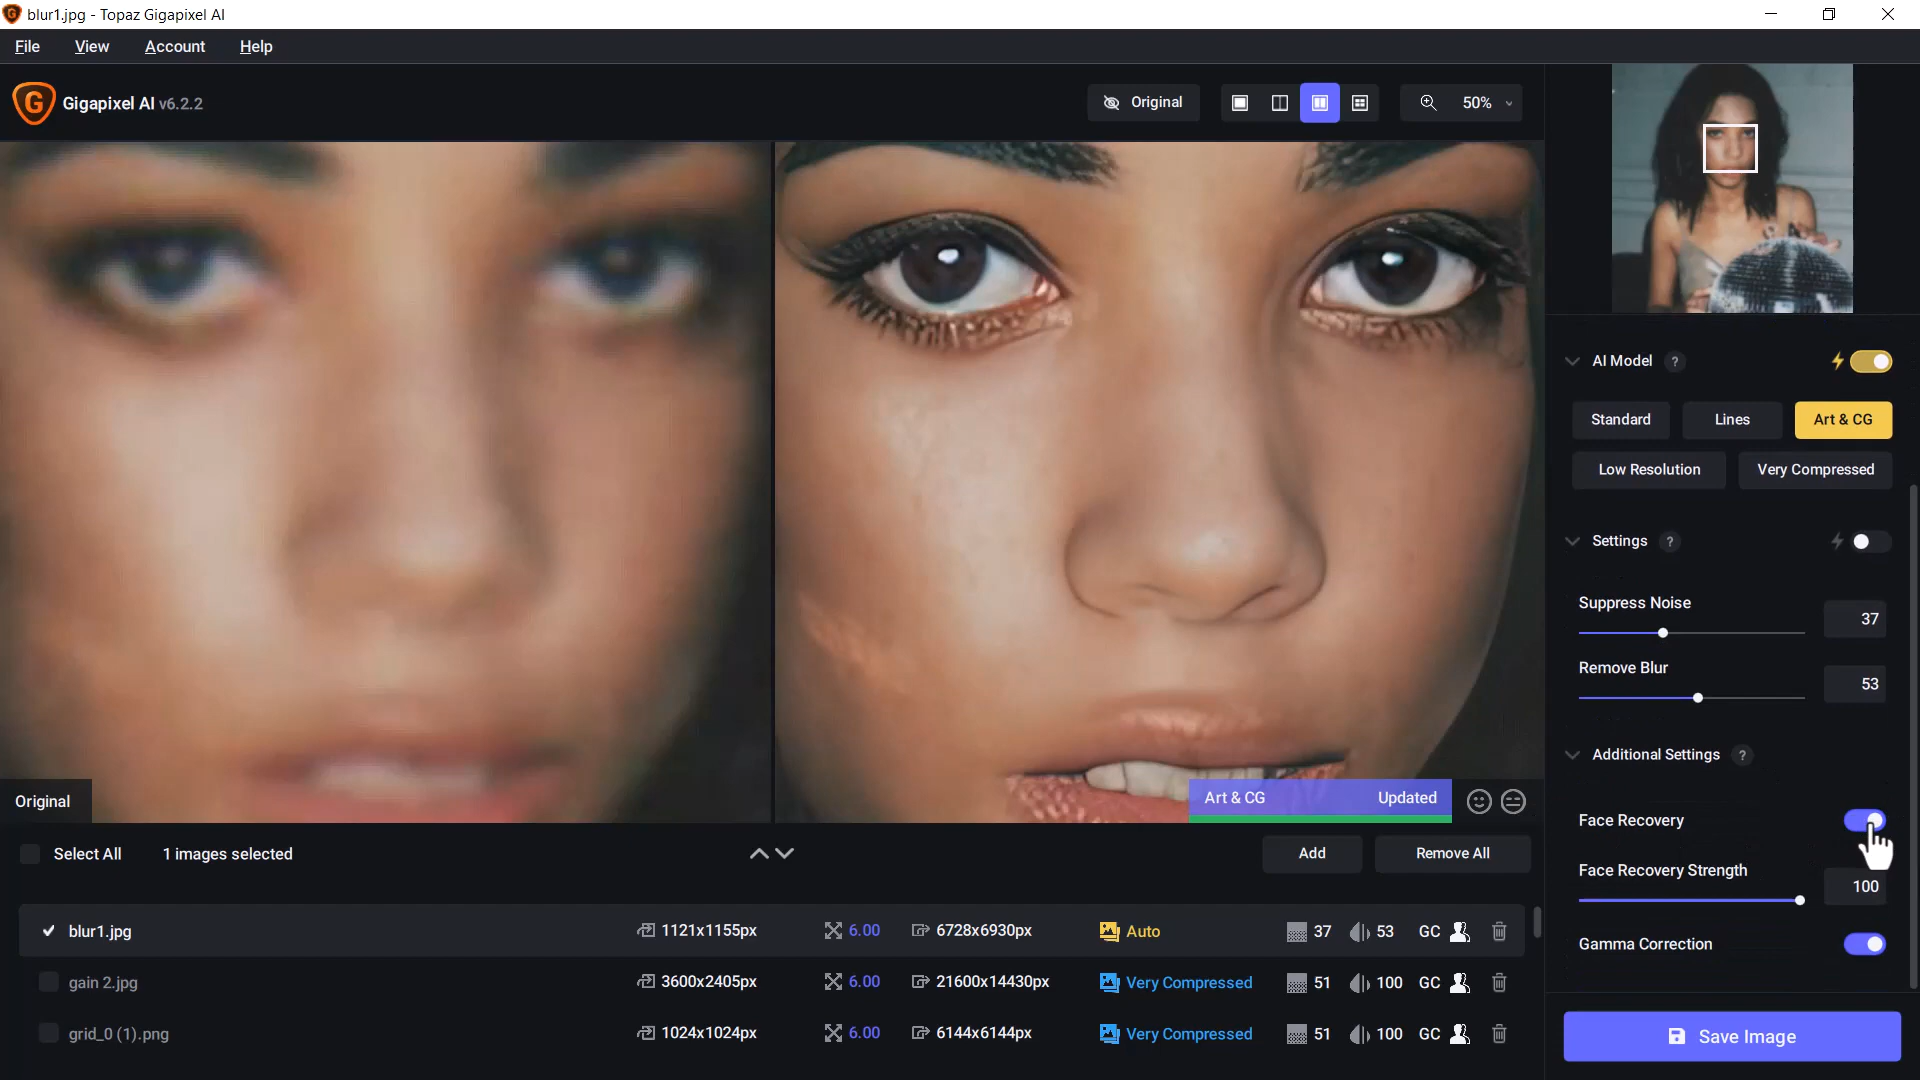 blur1.jpg - Topaz Gigapixel AI
File View Account Help
Gigapixel AI v6.2.2
Original
50%
AI Model ?
Standard Lines Art & CG
Low Resolution Very Compressed
Settings ?
Suppress Noise
37
Remove Blur
53
Additional Settings ?
Face Recovery
Face Recovery Strength
100
Gamma Correction
Save Image
Original
Art & CG Updated
Select All 1 images selected
Add Remove All
blur1.jpg 1121x1155px 6.00 6728x6930px Auto 37 53 GC
gain 2.jpg 3600x2405px 6.00 21600x14430px Very Compressed 51 100 GC
grid_0 (1).png 1024x1024px 6.00 6144x6144px Very Compressed 51 100 GC